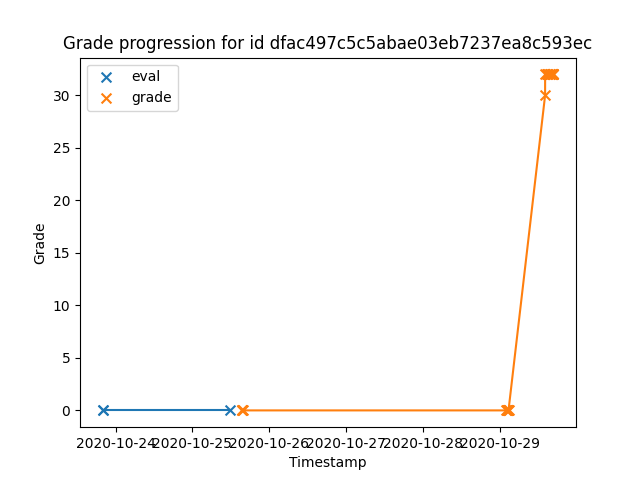 Grade progression for id dfac497c5c5abae03eb7237ea8c593ec
eval
grade
30
25
20
15
10
5
0
Grade
2020-10-24 2020-10-25 2020-10-26 2020-10-27 2020-10-28 2020-10-29
Timestamp